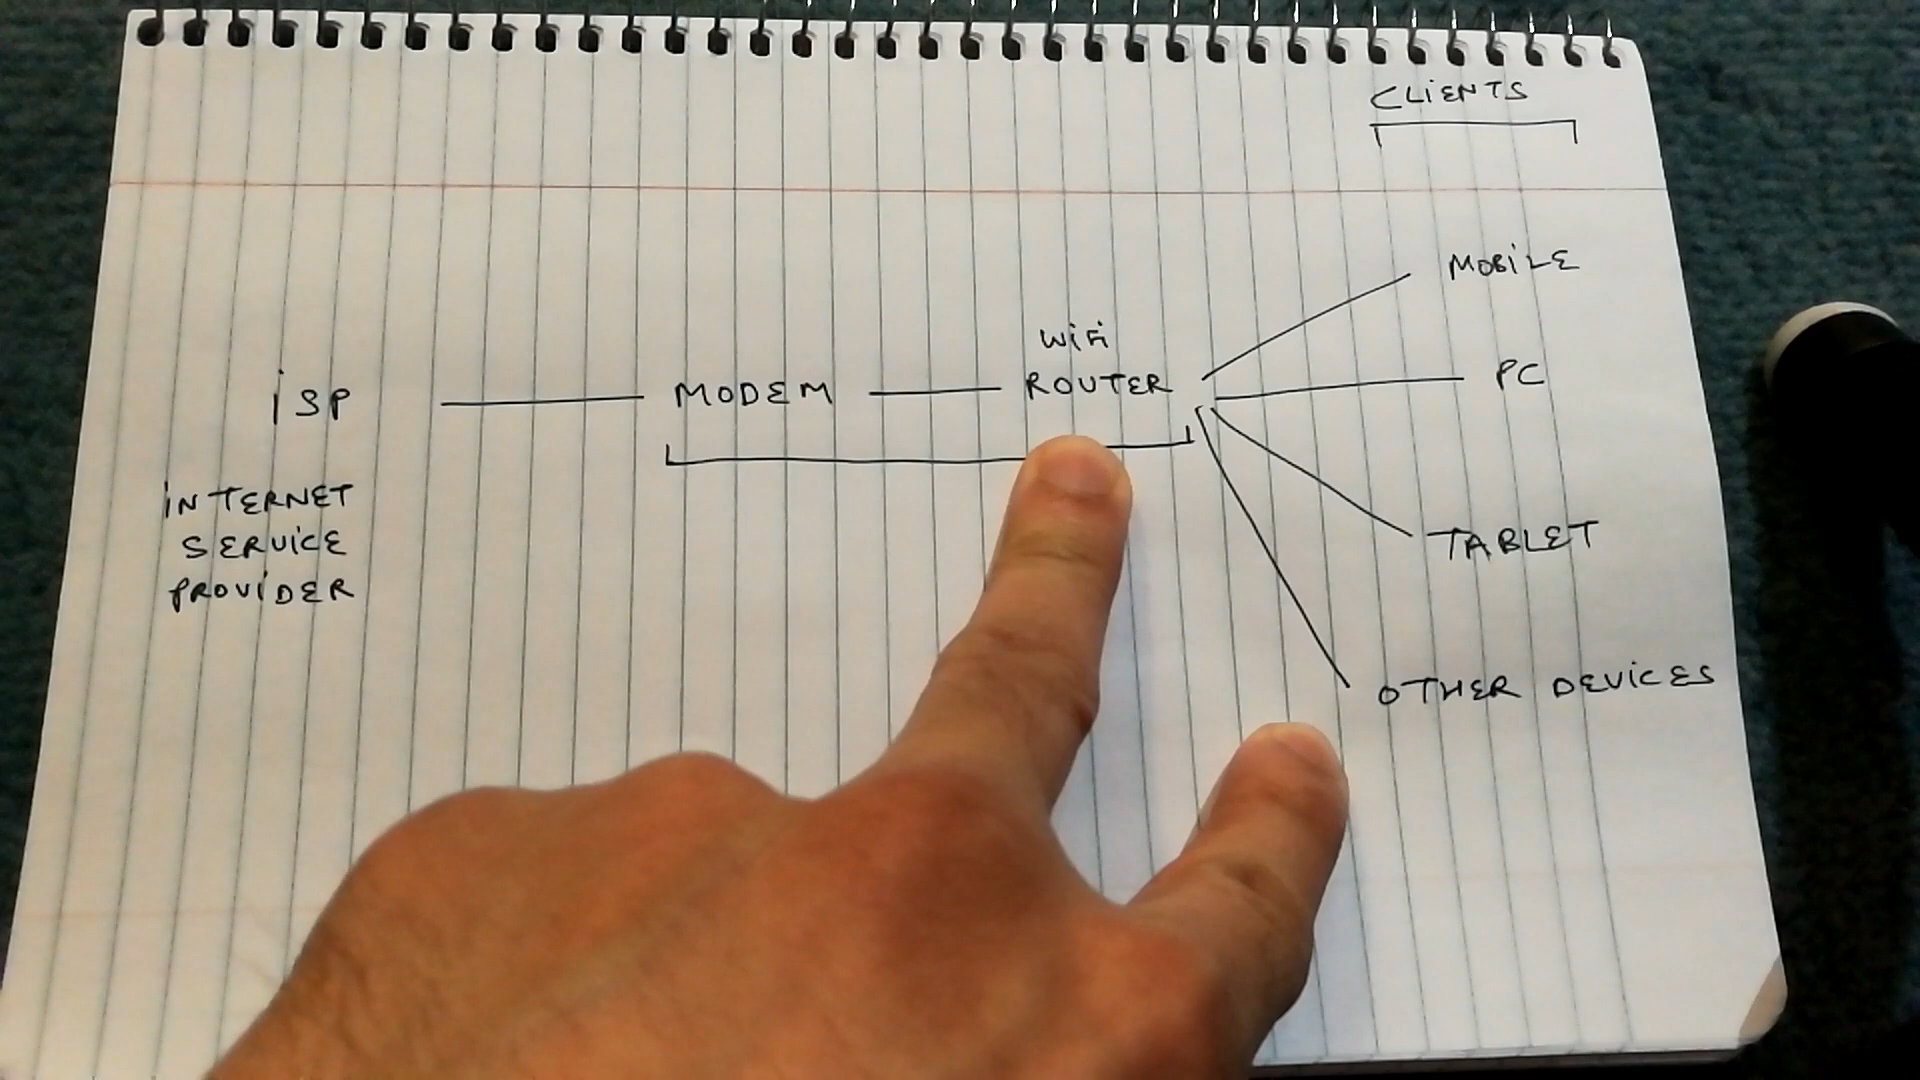 CLiENTS
MOBiLE
WiFi
iSP MODEM ROUTER PC
iNTERNET
SERViCE
PROViDER
TABLET
OTHER DEViCES